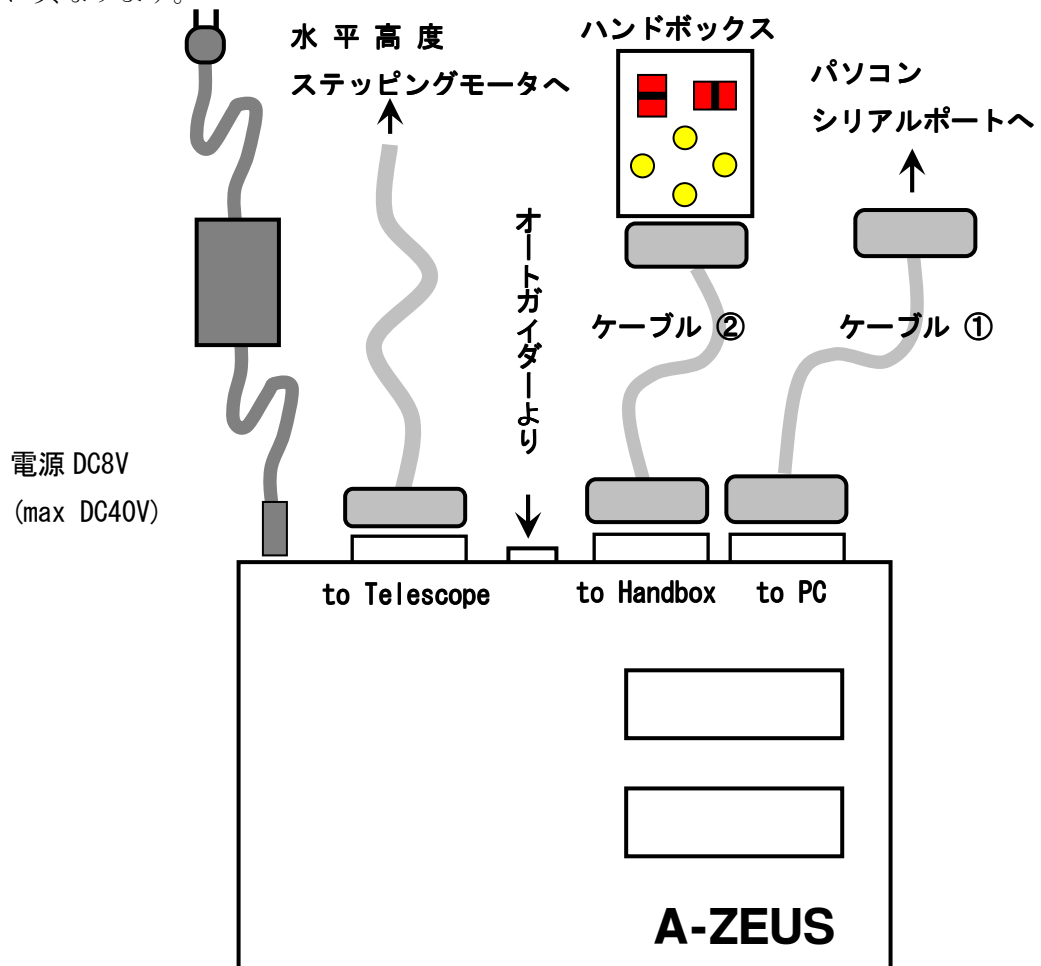 水 平 高 度
ステッピングモータへ
ハンドボックス
パソコン
シリアルポートへ
オートガイダーより
ケーブル ②
ケーブル ①
電源 DC8V
(max DC40V)
to Telescope
to Handbox
to PC
A-ZEUS